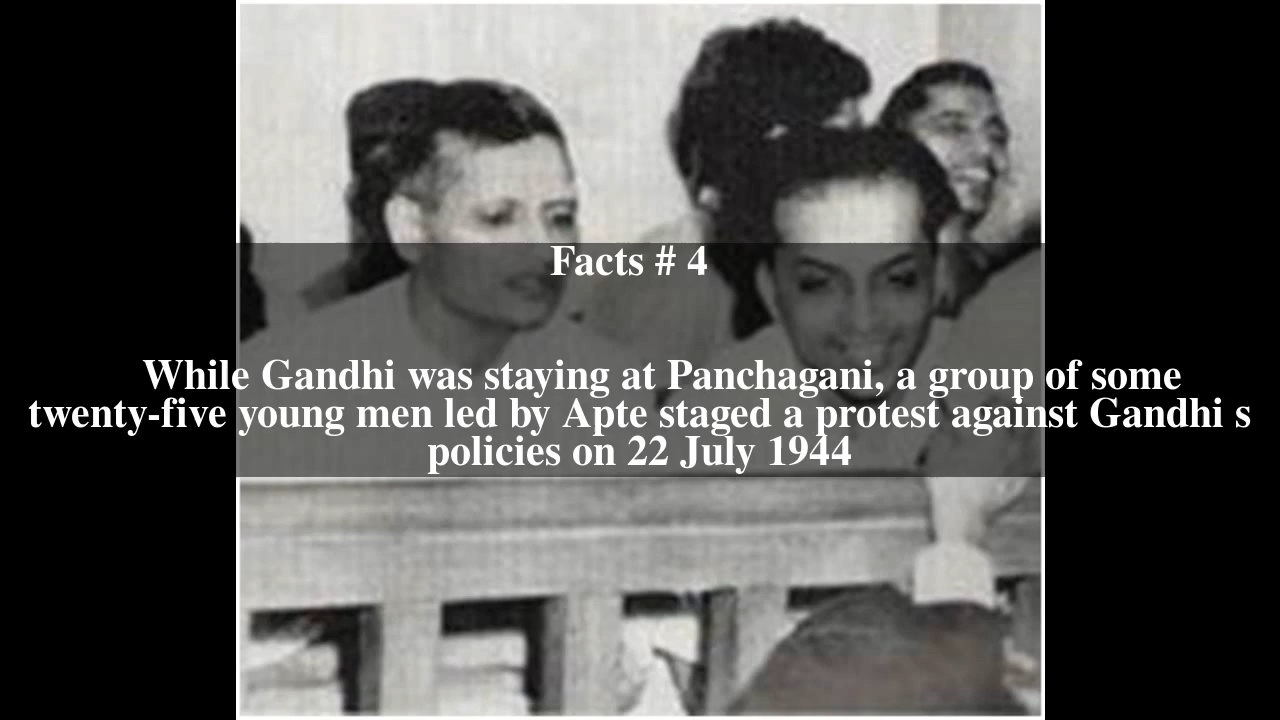 Facts # 4
While Gandhi was staying at Panchagani, a group of some
twenty-five young men led by Apte staged a protest against Gandhi s
policies on 22 July 1944